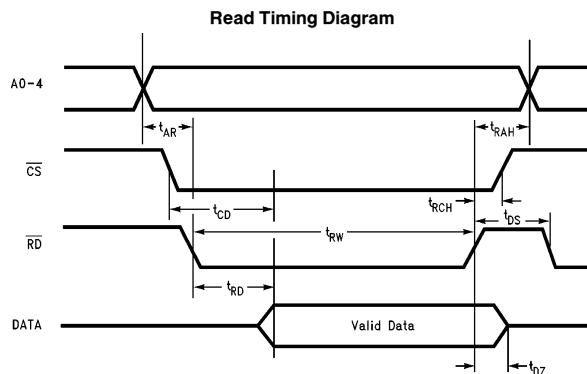 Read Timing Diagram
A0-4
tAR
tRAH
CS
tCD
tRCH
tDS
RD
tRW
tRD
DATA
Valid Data
tDZ